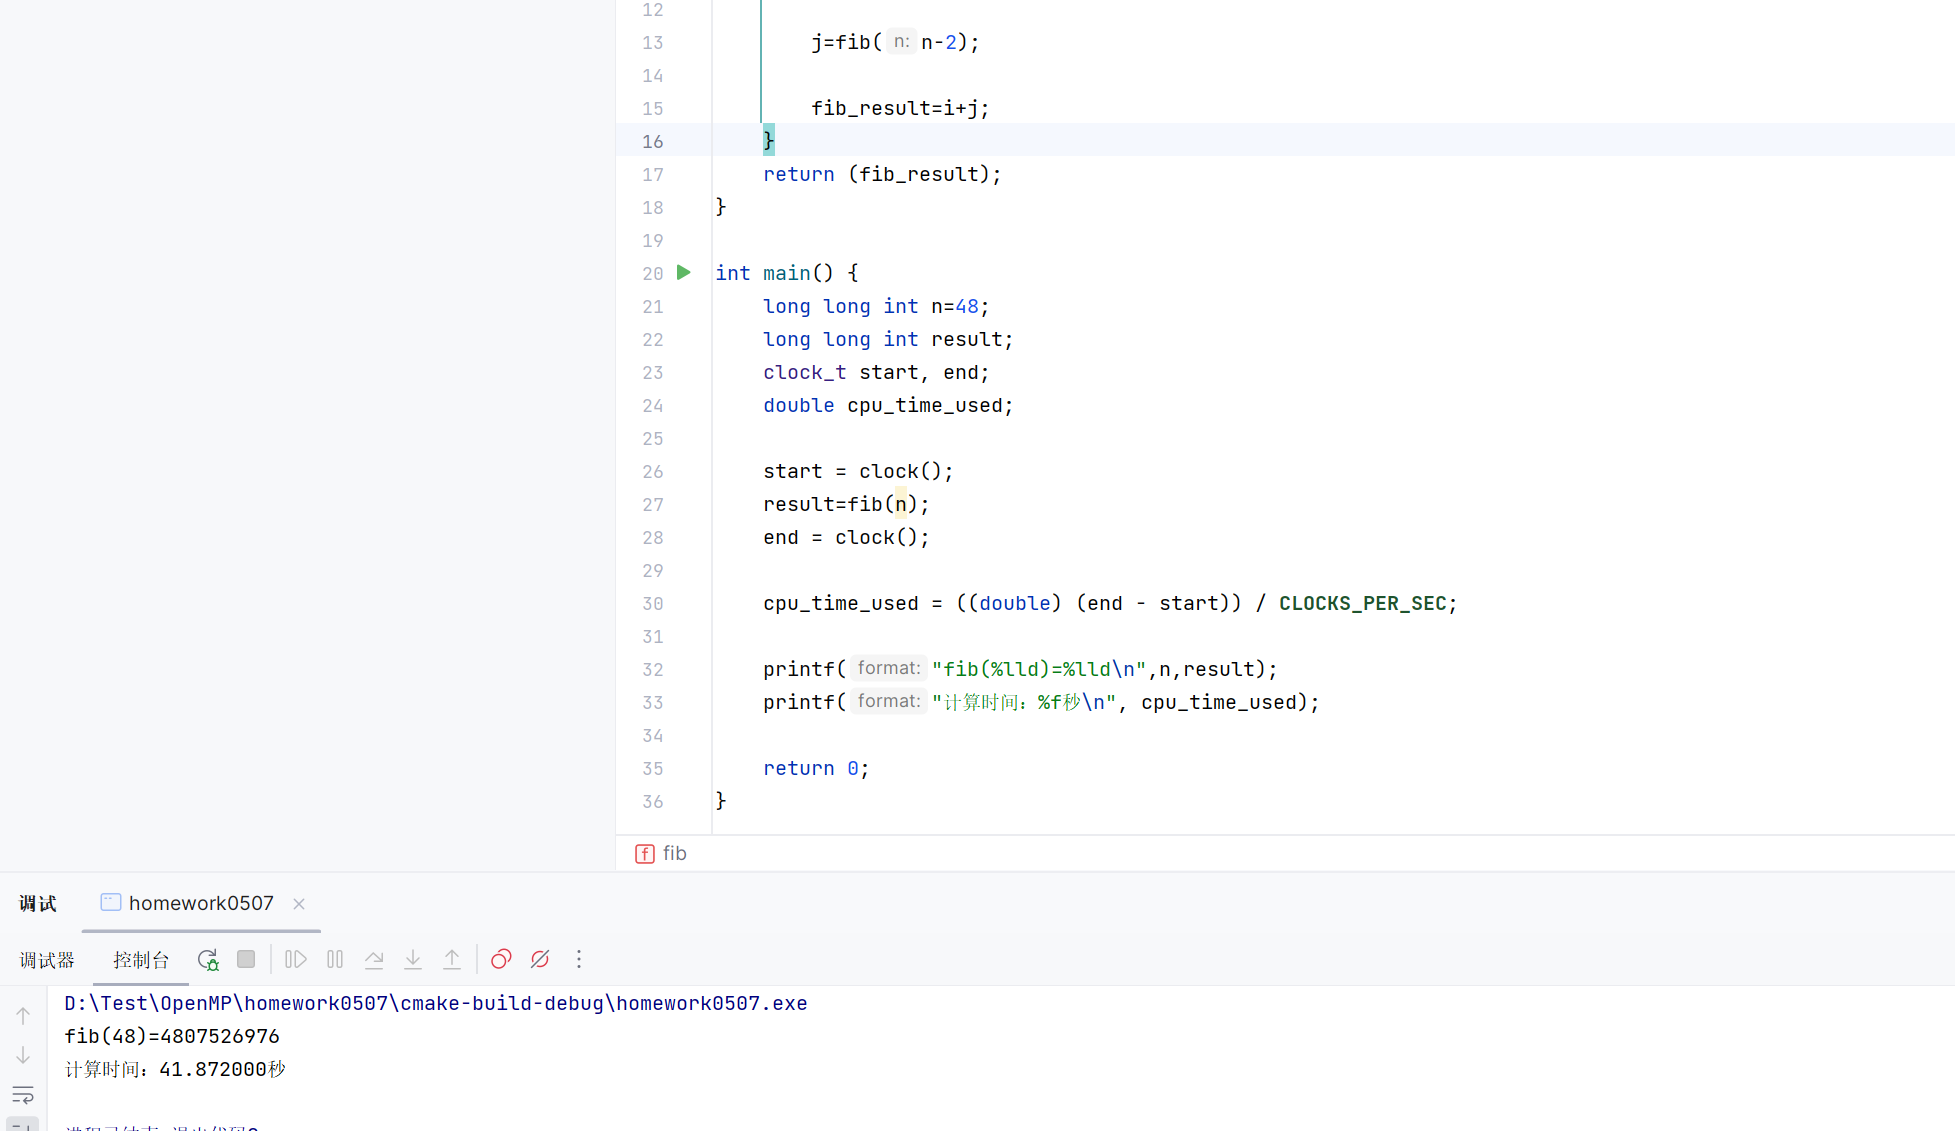 12
13 j=fib( n: n-2);
14
15 fib_result=i+j;
16 }
17 return (fib_result);
18 }
19
20 int main() {
21 long long int n=48;
22 long long int result;
23 clock_t start, end;
24 double cpu_time_used;
25
26 start = clock();
27 result=fib(n);
28 end = clock();
29
30 cpu_time_used = ((double) (end - start)) / CLOCKS_PER_SEC;
31
32 printf( format: "fib(%lld)=%lld\n",n,result);
33 printf( format: "计算时间：%f秒\n", cpu_time_used);
34
35 return 0;
36 }
f fib
调试 homework0507
调试器 控制台
D:\Test\OpenMP\homework0507\cmake-build-debug\homework0507.exe
fib(48)=4807526976
计算时间：41.872000秒